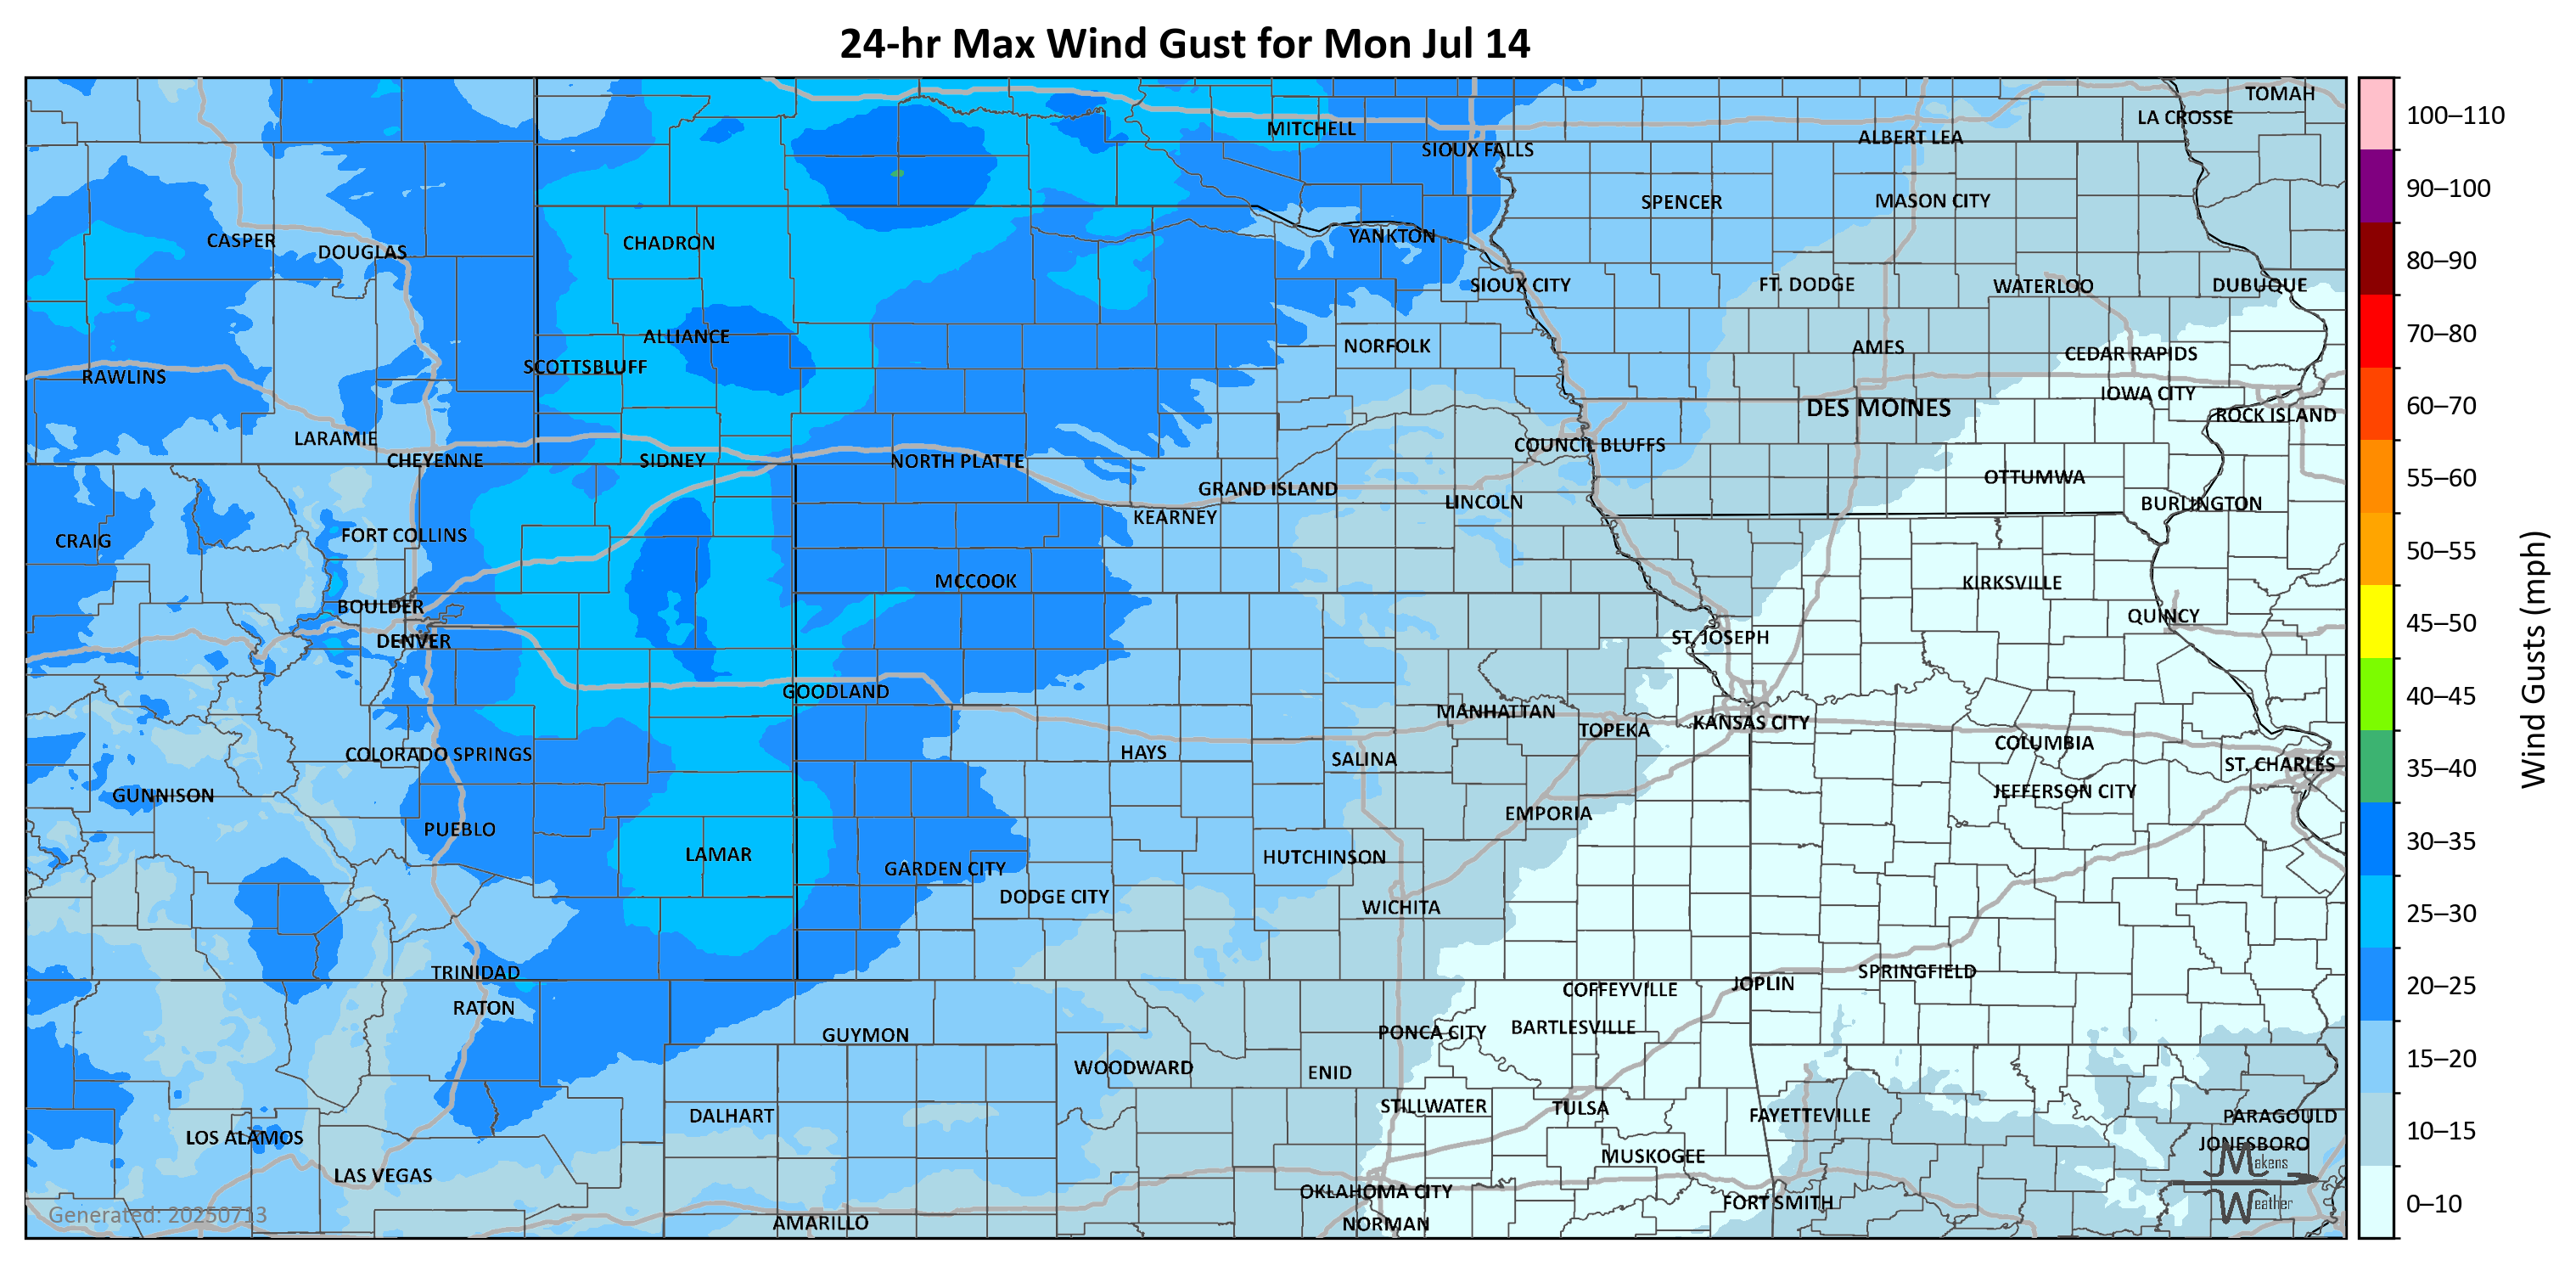 24-hr Max Wind Gust for Mon Jul 14
TOMAH
LA CROSSE
MITCHELL
ALBERT LEA
SIOUX FALLS
SPENCER
MASON CITY
CASPER
DOUGLAS
CHADRON
YANKTON
SIOUX CITY
FT. DODGE
WATERLOO
DUBUQUE
ALLIANCE
NORFOLK
AMES
CEDAR RAPIDS
SCOTTSBLUFF
RAWLINS
IOWA CITY
DES MOINES
ROCK ISLAND
LARAMIE
COUNCIL BLUFFS
CHEYENNE
SIDNEY
NORTH PLATTE
OTTUMWA
GRAND ISLAND
LINCOLN
BURLINGTON
KEARNEY
FORT COLLINS
CRAIG
MCCOOK
KIRKSVILLE
BOULDER
QUINCY
DENVER
ST. JOSEPH
GOODLAND
MANHATTAN
TOPEKA
KANSAS CITY
COLORADO SPRINGS
HAYS
SALINA
COLUMBIA
ST. CHARLES
GUNNISON
JEFFERSON CITY
PUEBLO
EMPORIA
LAMAR
GARDEN CITY
HUTCHINSON
DODGE CITY
WICHITA
TRINIDAD
SPRINGFIELD
JOPLIN
COFFEYVILLE
RATON
GUYMON
PONCA CITY
BARTLESVILLE
WOODWARD
ENID
DALHART
STILLWATER
TULSA
FAYETTEVILLE
PARAGOULD
LOS ALAMOS
JONESBORO
MUSKOGEE
LAS VEGAS
OKLAHOMA CITY
FORT SMITH
AMARILLO
NORMAN
Generated: 20250713
Makens
Weather
100–110
90–100
80–90
70–80
60–70
55–60
50–55
45–50
40–45
35–40
30–35
25–30
20–25
15–20
10–15
0–10
Wind Gusts (mph)